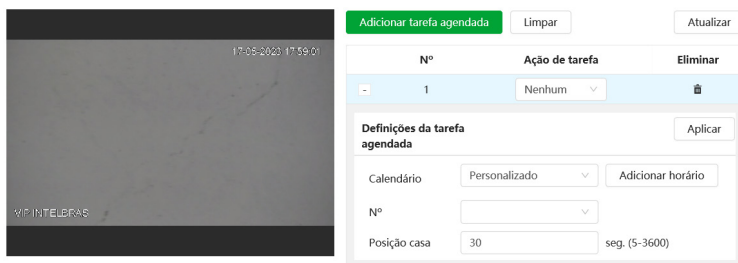 17-05-2023 17:59:01
VIP INTELBRAS
Adicionar tarefa agendada
Limpar
Atualizar
Nº
Ação de tarefa
Eliminar
-
1
Nenhum
Definições da tarefa
agendada
Aplicar
Calendário
Personalizado
Adicionar horário
Nº
Posição casa
30
seg. (5-3600)